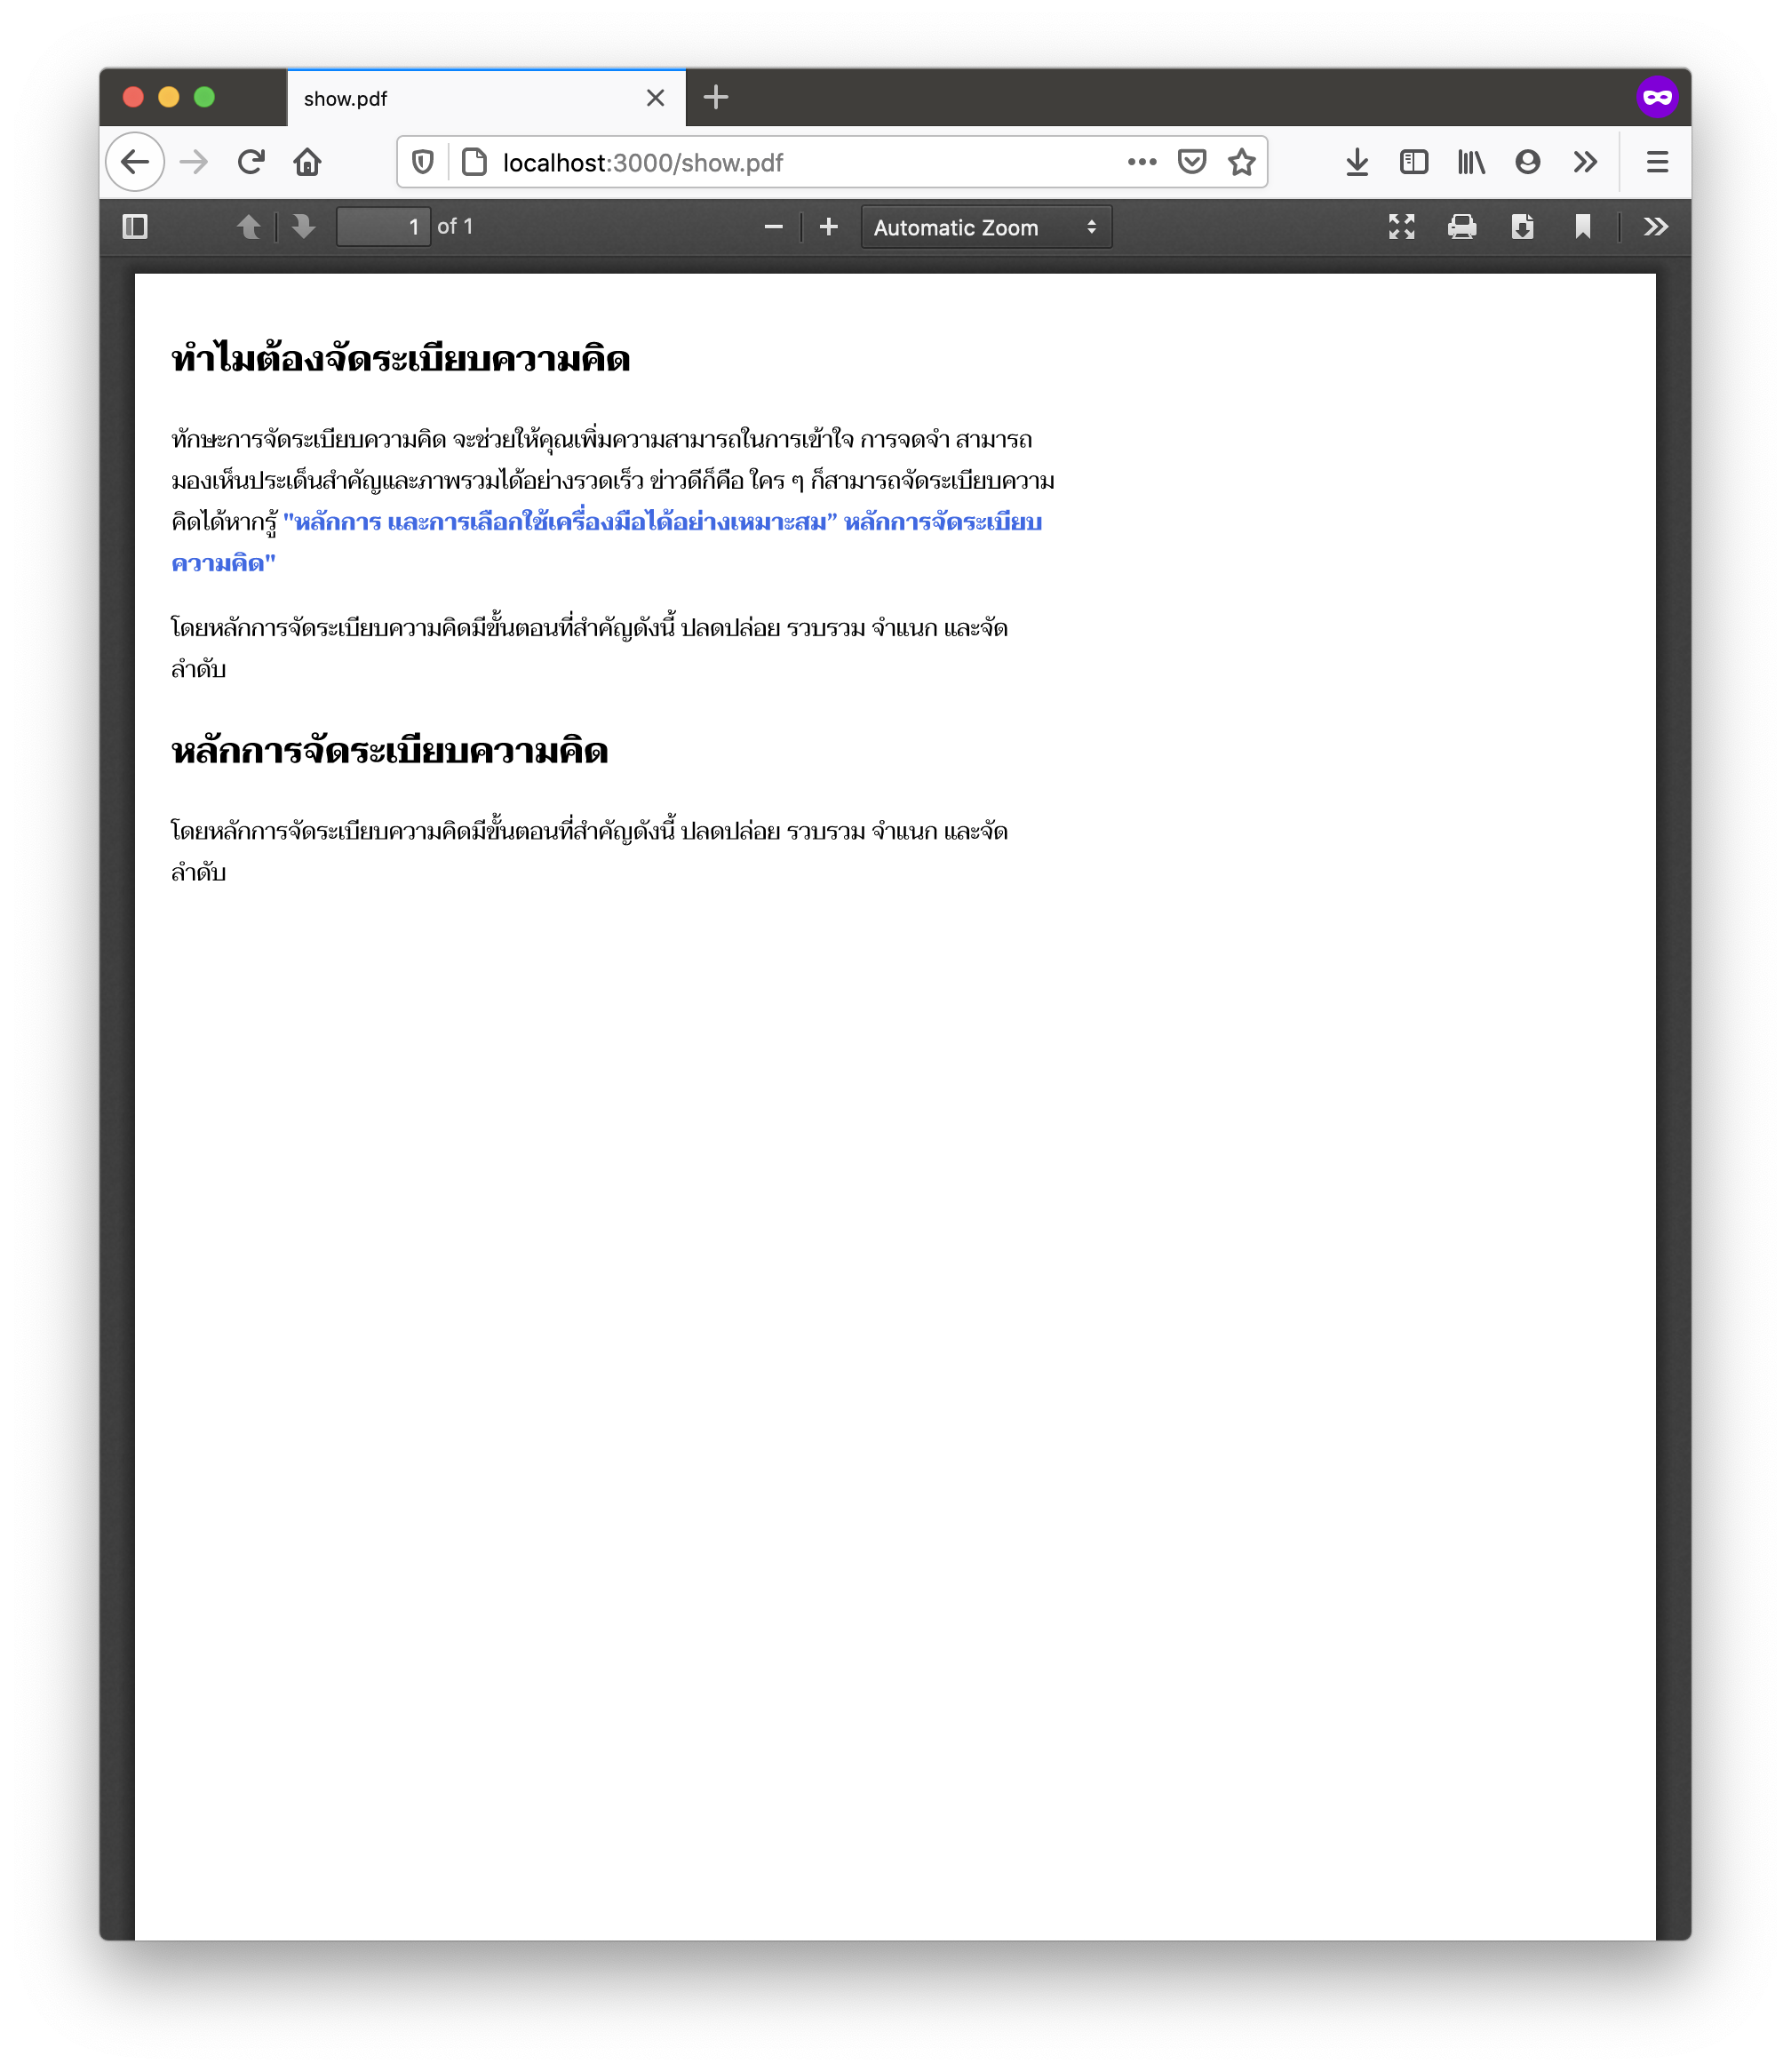 show.pdf
localhost:3000/show.pdf
1 of 1
Automatic Zoom
ทำไมต้องจัดระเบียบความคิด
ทักษะการจัดระเบียบความคิด จะช่วยให้คุณเพิ่มความสามารถในการเข้าใจ การจดจำ สามารถ
มองเห็นประเด็นสำคัญและภาพรวมได้อย่างรวดเร็ว ข่าวดีก็คือ ใคร ๆ ก็สามารถจัดระเบียบความ
คิดได้หากรู้ "หลักการ และการเลือกใช้เครื่องมือได้อย่างเหมาะสม” หลักการจัดระเบียบ
ความคิด"
โดยหลักการจัดระเบียบความคิดมีขั้นตอนที่สำคัญดังนี้ ปลดปล่อย รวบรวม จำแนก และจัด
ลำดับ
หลักการจัดระเบียบความคิด
โดยหลักการจัดระเบียบความคิดมีขั้นตอนที่สำคัญดังนี้ ปลดปล่อย รวบรวม จำแนก และจัด
ลำดับ